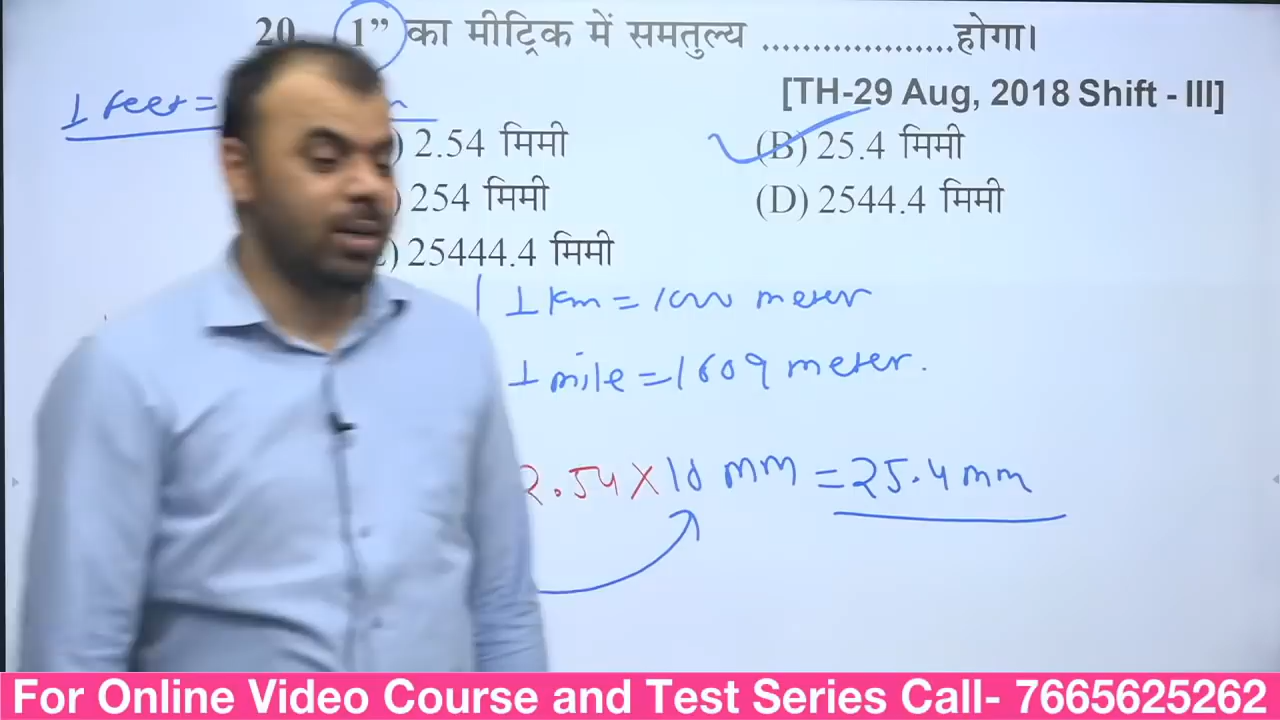 20. 1” का मीट्रिक में समतुल्य ...................होगा।
[TH-29 Aug, 2018 Shift - III]
1 feet =
) 2.54 मिमी (B) 25.4 मिमी
) 254 मिमी (D) 2544.4 मिमी
) 25444.4 मिमी
1 km = 1000 meter
1 mile = 1609 meter.
2.54 X 10 mm = 25.4 mm
For Online Video Course and Test Series Call- 7665625262